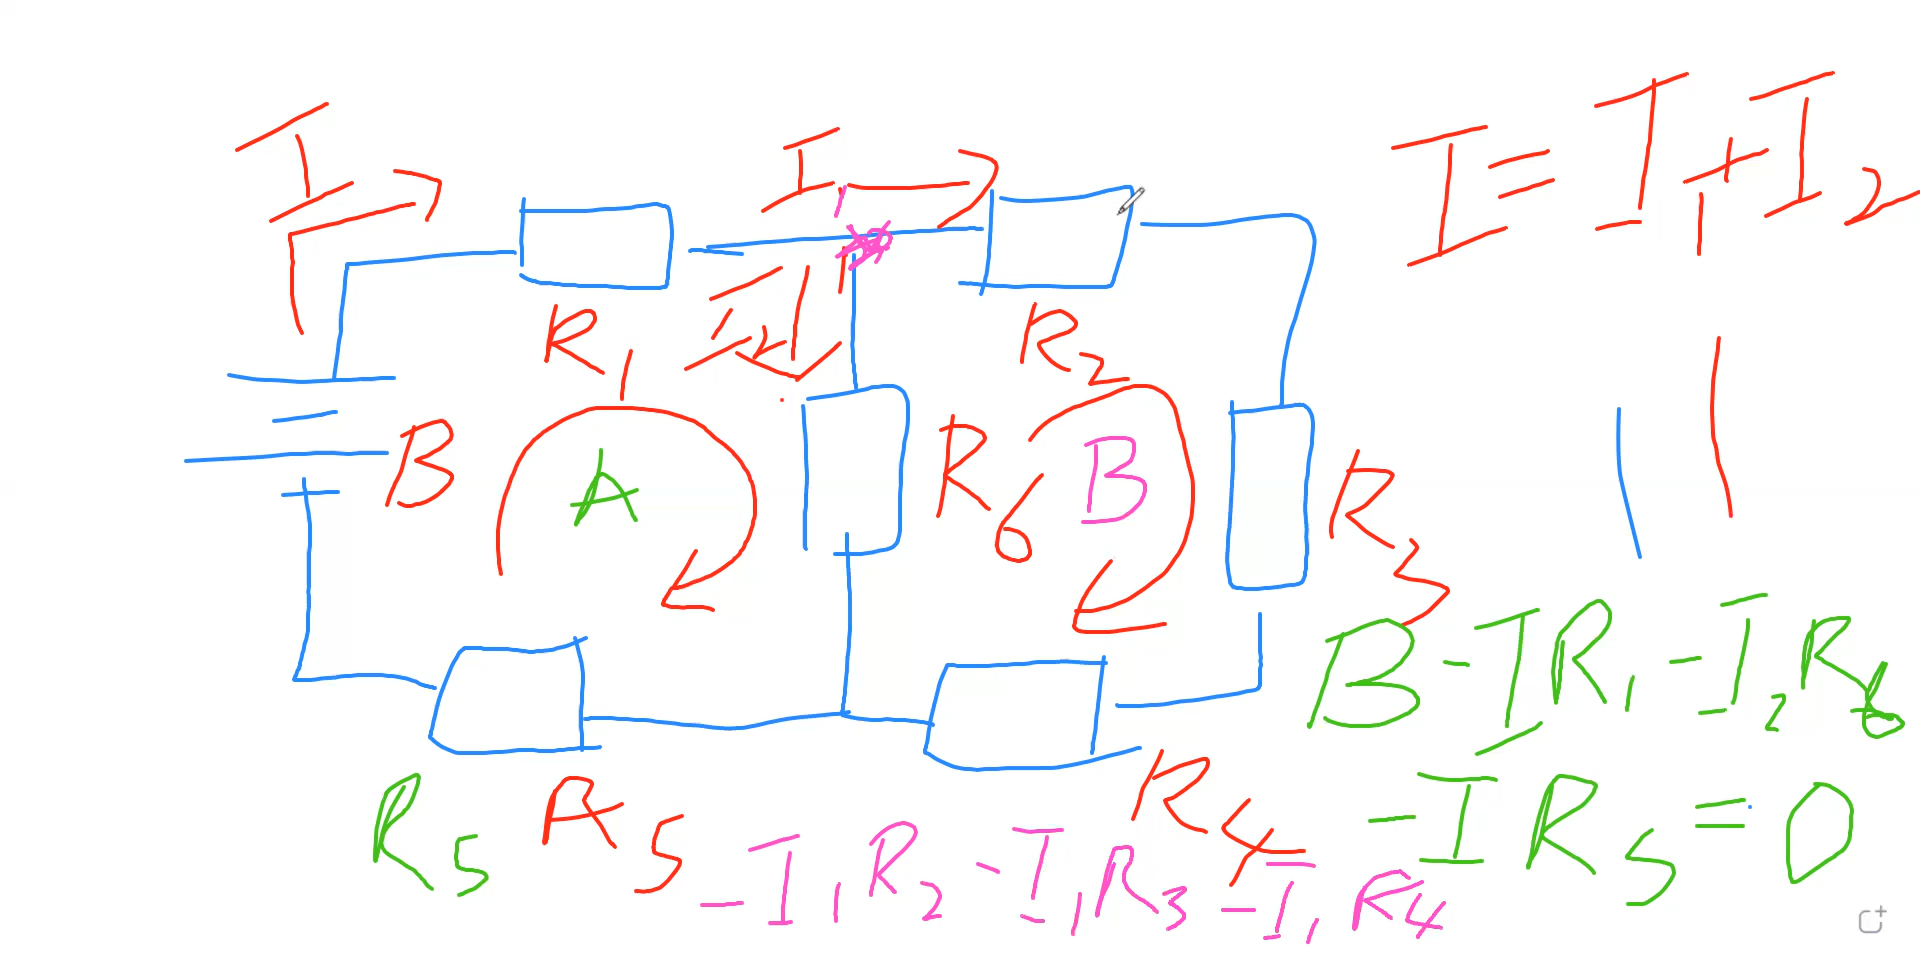 I
I₁
I = I₁ + I₂
I₂
R₁
R₂
B
A
R₆
B
R₃
B - IR₁ - I₂R₆
- IR₅ = 0
R₅
R₅
R₄
- I₁R₂ - I₁R₃ - I₁R₄